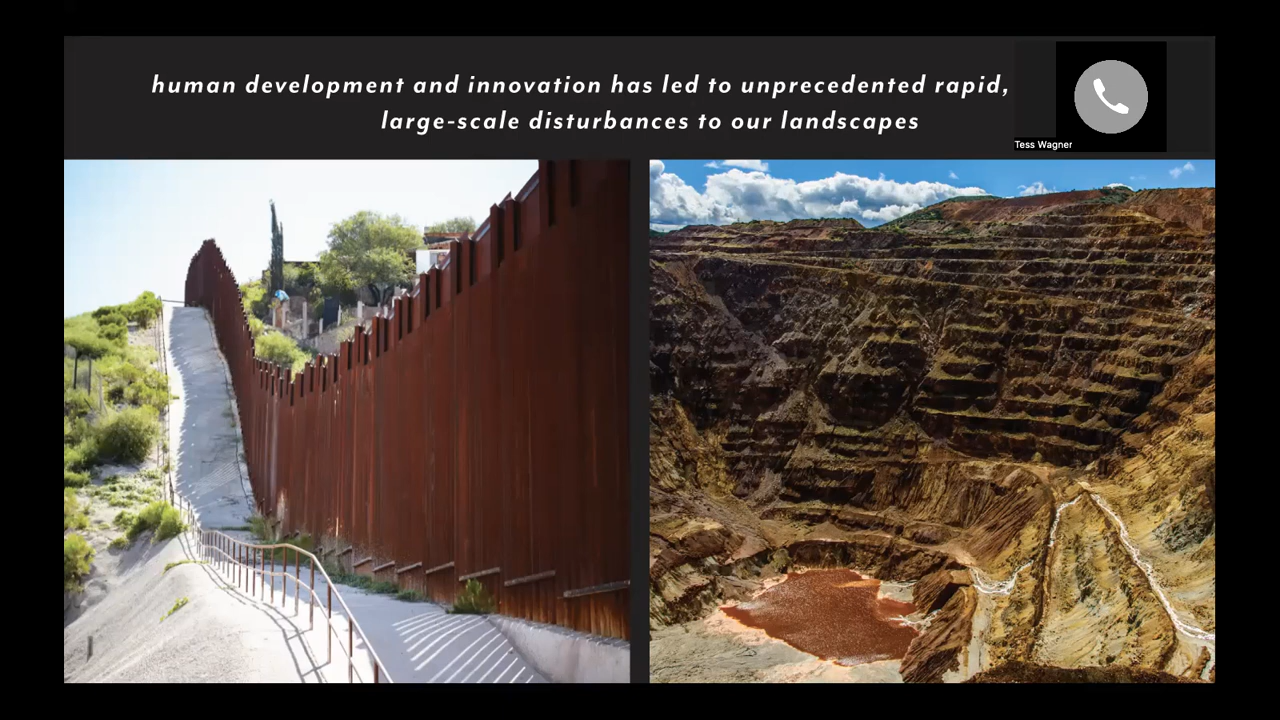 human development and innovation has led to unprecedented rapid,
large-scale disturbances to our landscapes
Tess Wagner